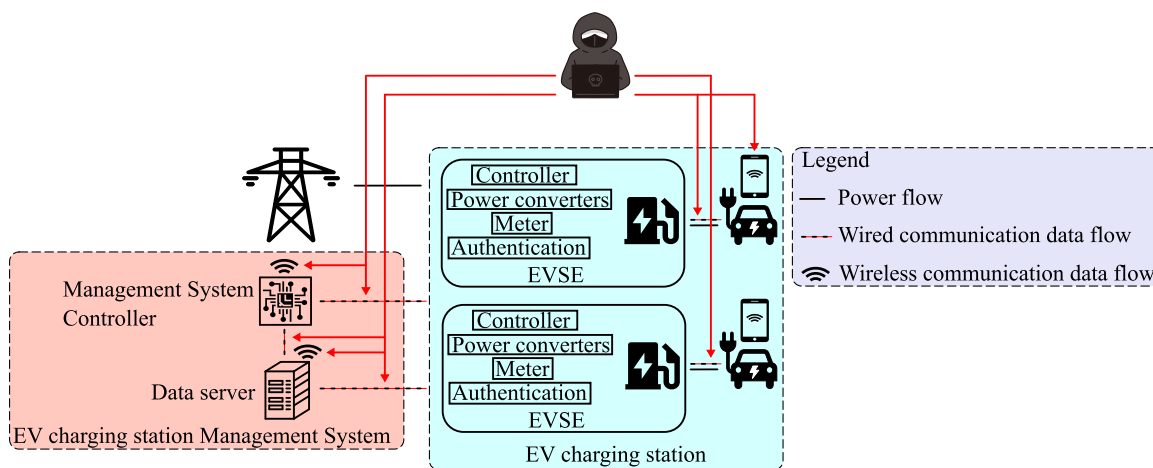 Controller
Power converters
Meter
Authentication
EVSE
Controller
Power converters
Meter
Authentication
EVSE
EV charging station
Management System
Controller
Data server
EV charging station Management System
Legend
Power flow
Wired communication data flow
Wireless communication data flow